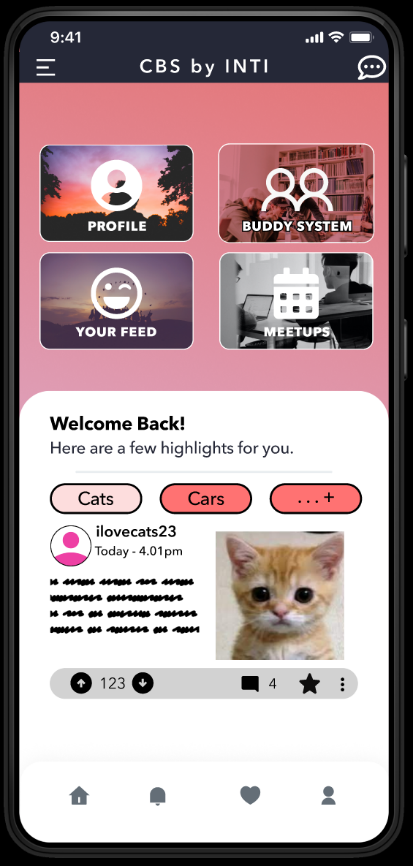 9:41
CBS by INTI
PROFILE
BUDDY SYSTEM
YOUR FEED
MEETUPS
Welcome Back!
Here are a few highlights for you.
Cats
Cars
...+
ilovecats23
Today - 4.01pm
123
4